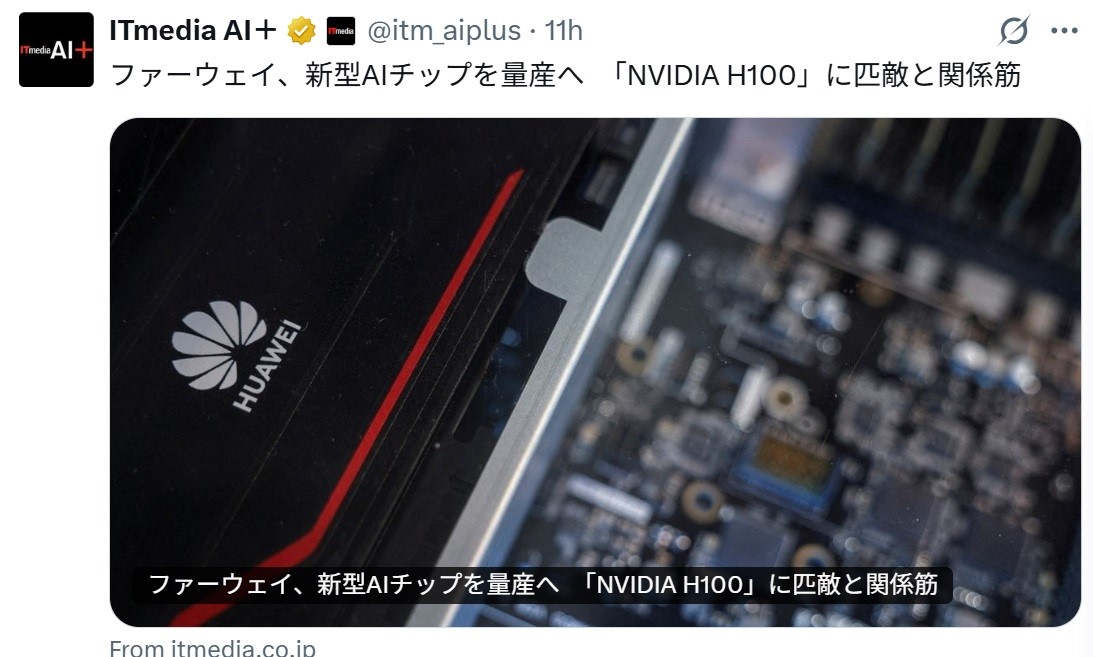 ITmedia AI＋ @itm_aiplus · 11h
ファーウェイ、新型AIチップを量産へ 「NVIDIA H100」に匹敵と関係筋
ITmedia AI+
ITmedia
HUAWEI
ファーウェイ、新型AIチップを量産へ 「NVIDIA H100」に匹敵と関係筋
From itmedia.co.jp